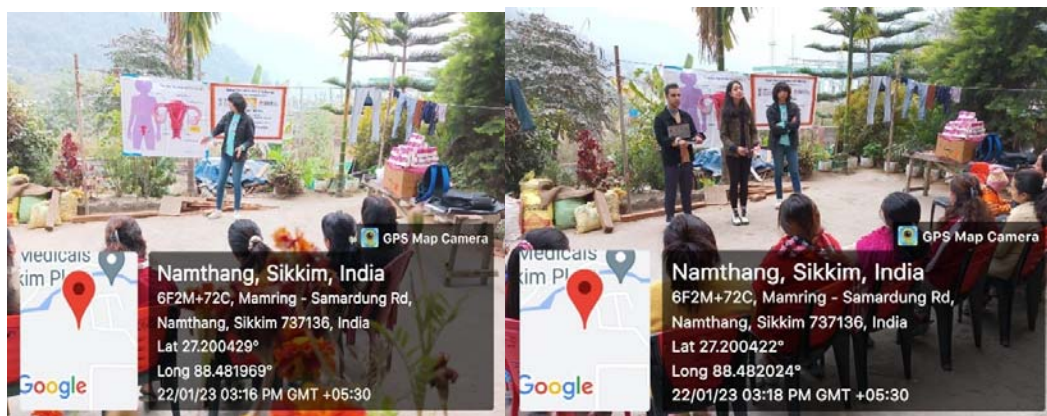 GPS Map Camera
Medicals
kim Pl
Google
Namthang, Sikkim, India
6F2M+72C, Mamring - Samardung Rd,
Namthang, Sikkim 737136, India
Lat 27.200429°
Long 88.481969°
22/01/23 03:16 PM GMT +05:30
GPS Map Camera
Medicals
kim Pl
Google
Namthang, Sikkim, India
6F2M+72C, Mamring - Samardung Rd,
Namthang, Sikkim 737136, India
Lat 27.200422°
Long 88.482024°
22/01/23 03:18 PM GMT +05:30